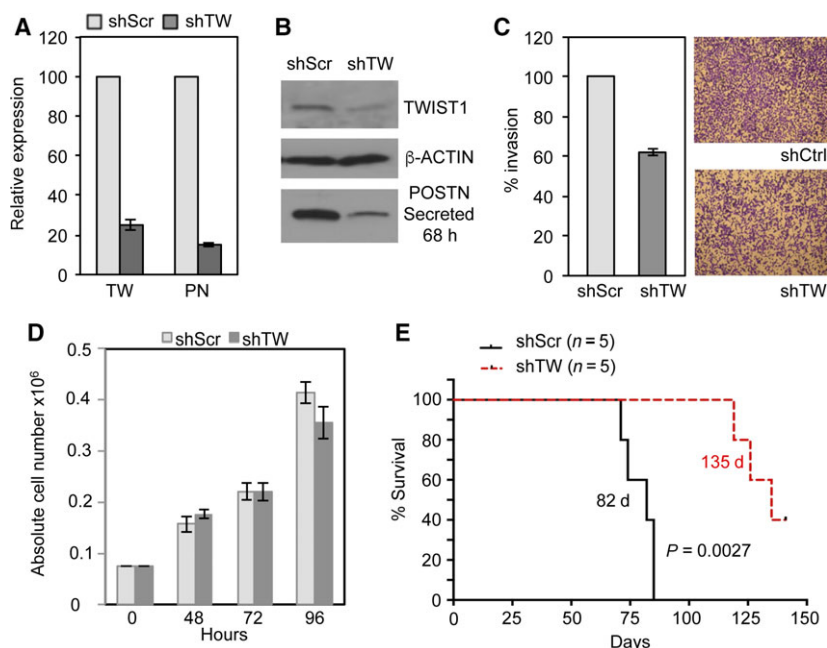 A
shScr
shTW
Relative expression
120
100
80
60
40
20
0
TW
PN
B
shScr shTW
TWIST1
β-ACTIN
POSTN
Secreted
68 h
C
% invasion
120
100
80
60
40
20
0
shScr
shTW
shCtrl
shTW
D
shScr
shTW
Absolute cell number x10⁶
0.5
0.4
0.3
0.2
0.1
0
0
48
72
96
Hours
E
shScr (n = 5)
shTW (n = 5)
% Survival
100
80
60
40
20
0
135 d
82 d
P = 0.0027
0
25
50
75
100
125
150
Days